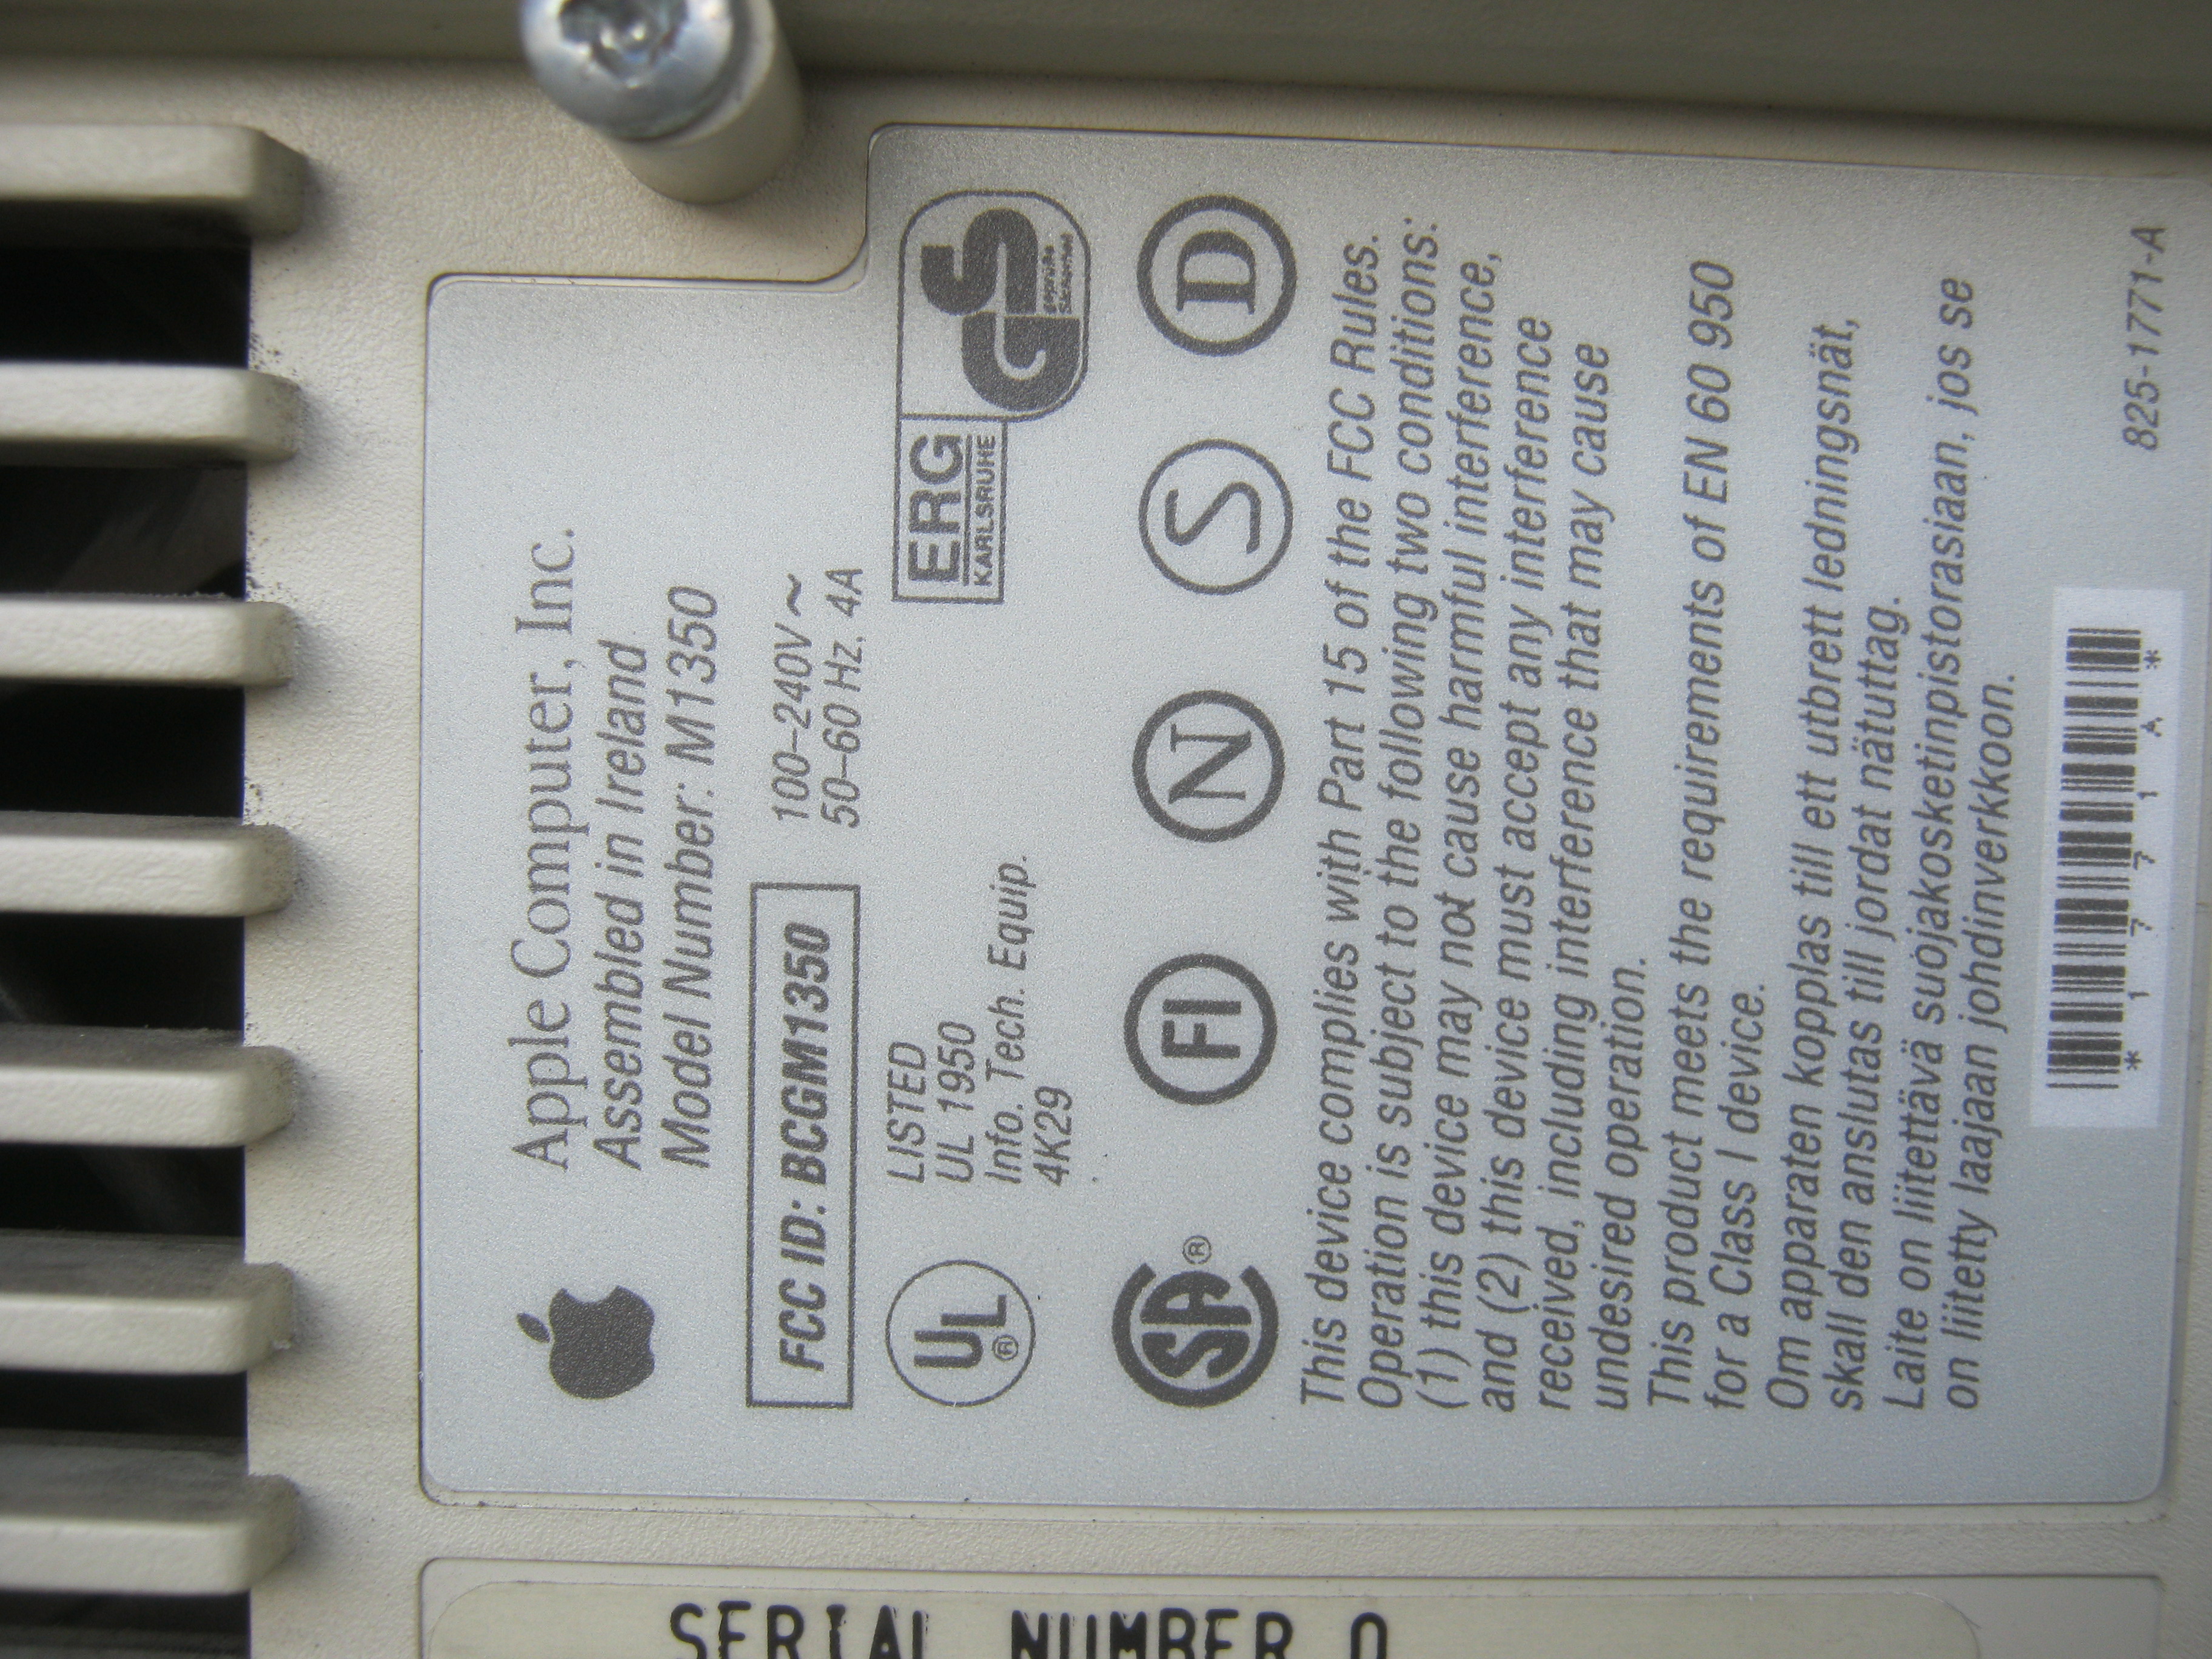 Apple Computer, Inc.
Assembled in Ireland
Model Number: M1350
FCC ID: BCGM1350
100–240V ~
50–60 Hz. 4A
UL®
LISTED
UL 1950
Info. Tech. Equip.
4K29
ERG
KARLSRUHE
GS
geprüfte
Sicherheit
SA®
FI
N
S
D
This device complies with Part 15 of the FCC Rules.
Operation is subject to the following two conditions:
(1) this device may not cause harmful interference,
and (2) this device must accept any interference
received, including interference that may cause
undesired operation.
This product meets the requirements of EN 60 950
for a Class I device.
Om apparaten kopplas till ett utbrett ledningsnät,
skall den anslutas till jordat nätuttag.
Laite on liitettävä suojakosketinpistorasiaan, jos se
on liitetty laajaan johdinverkkoon.
*1771A*
825-1771-A
SERIAL NUMBER